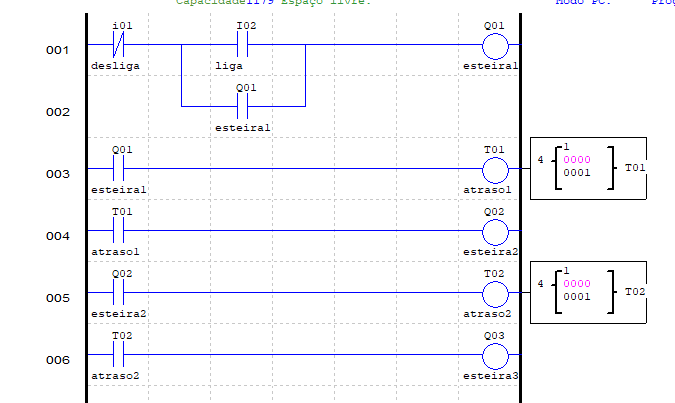 Capacidade1179 Espaço livre: Modo PC:
i01 I02 Q01
001
desliga liga esteira1
Q01
002
esteira1
Q01 T01
003
esteira1 atraso1
4 1
0000
0001
T01
T01 Q02
004
atraso1 esteira2
Q02 T02
005
esteira2 atraso2
4 1
0000
0001
T02
T02 Q03
006
atraso2 esteira3